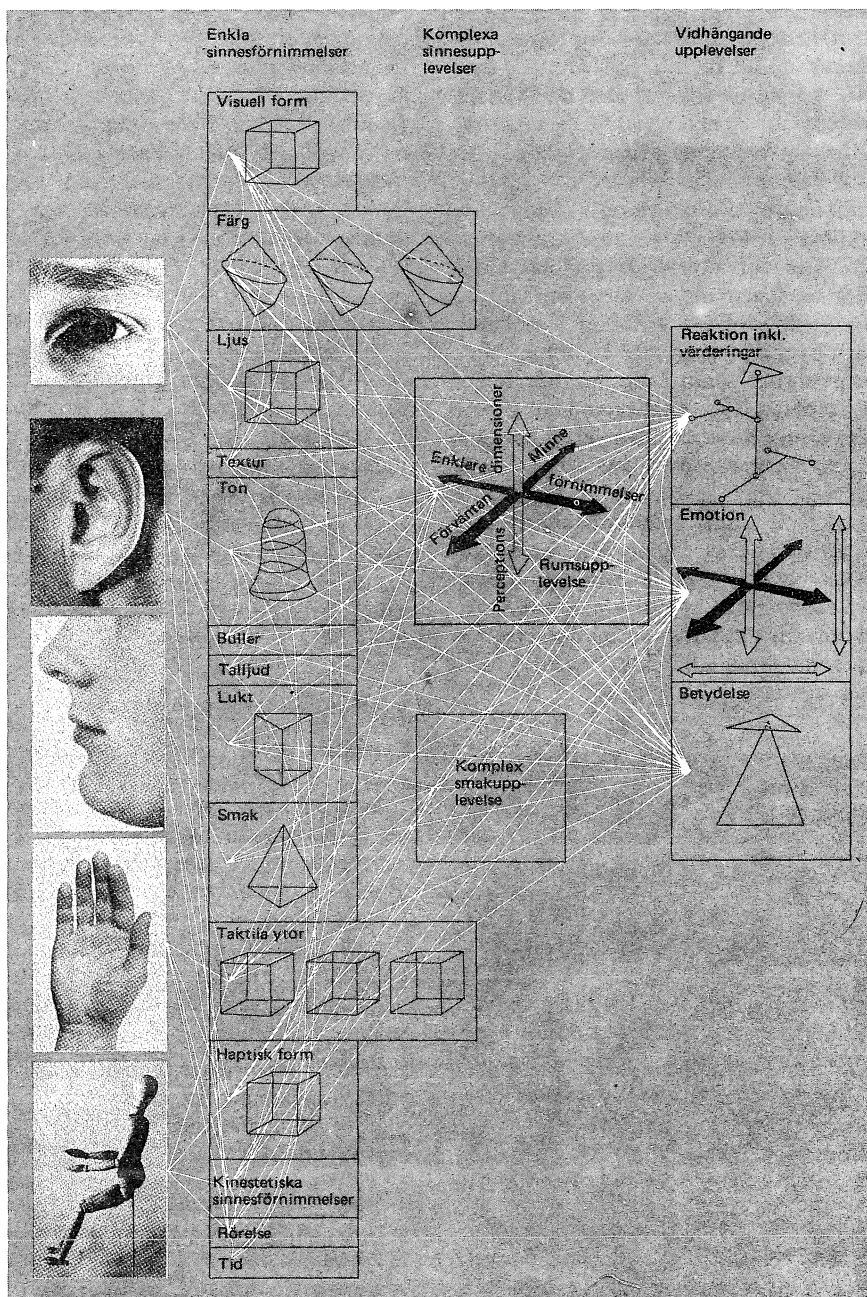 Enkla
sinnesförnimmelser
Komplexa
sinnesupp-
levelser
Vidhängande
upplevelser
Visuell form
Färg
Ljus
Textur
Ton
Buller
Talljud
Lukt
Smak
Taktila ytor
Haptisk form
Kinestetiska
sinnesförnimmelser
Rörelse
Tid
Enklare
dimensioner
Minne
förnimmelser
Förväntan
Perceptions
Rumsupp-
levelse
Komplex
smakupp-
levelse
Reaktion inkl.
värderingar
Emotion
Betydelse